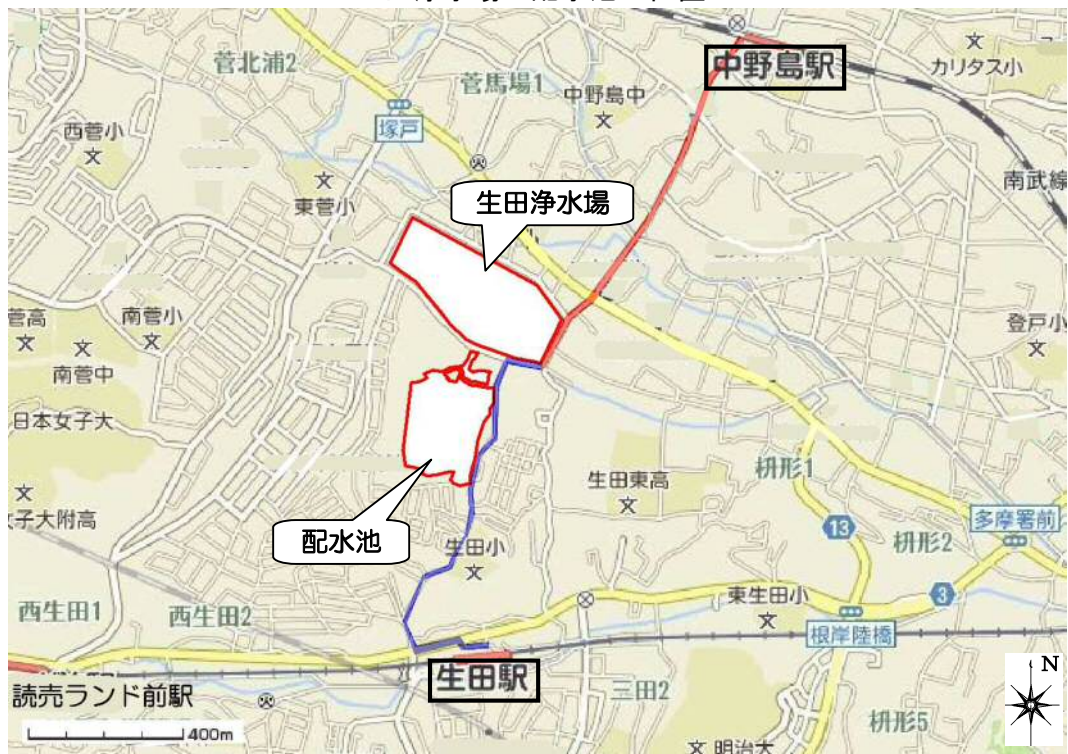 中野島駅
カリタス小
菅北浦2
菅馬場1
中野島中
塚戸
西菅小
南武線
東菅小
生田浄水場
菅高
南菅小
登戸小
南菅中
日本女子大
枡形1
生田東高
子大附高
配水池
13
多摩署前
生田小
枡形2
西生田1
西生田2
東生田小
3
根岸陸橋
生田駅
読売ランド前駅
三田2
N
400m
枡形5
明治大